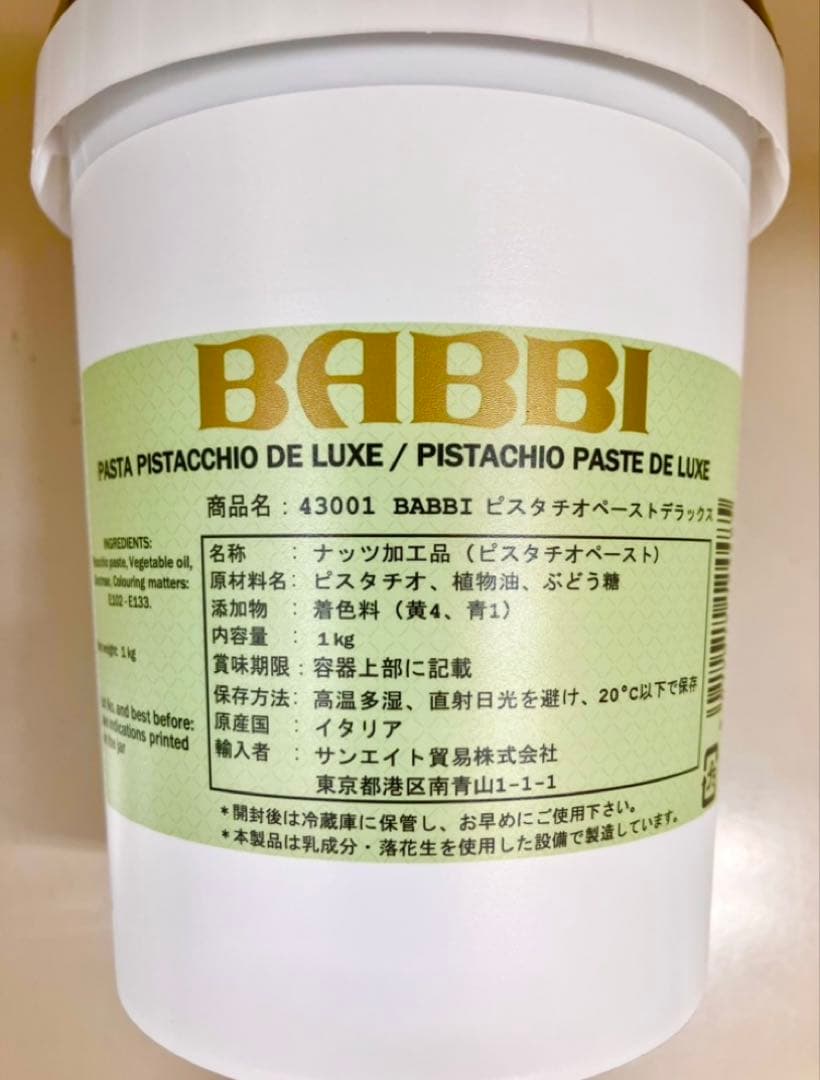 BABBI
PASTA PISTACCHIO DE LUXE / PISTACHIO PASTE DE LUXE
商品名：43001 BABBI ピスタチオペーストデラックス
INGREDIENTS:
paste, Vegetable oil,
Colouring matters:
E102-E133.
1 kg
and best before:
indications printed
jar
名称　：ナッツ加工品（ピスタチオペースト）
原材料名：ピスタチオ、植物油、ぶどう糖
添加物　：着色料（黄4、青1）
内容量　：1kg
賞味期限：容器上部に記載
保存方法：高温多湿、直射日光を避け、20°C以下で保存
原産国　：イタリア
輸入者　：サンエイト貿易株式会社
東京都港区南青山1-1-1
*開封後は冷蔵庫に保管し、お早めにご使用下さい。
*本製品は乳成分・落花生を使用した設備で製造しています。